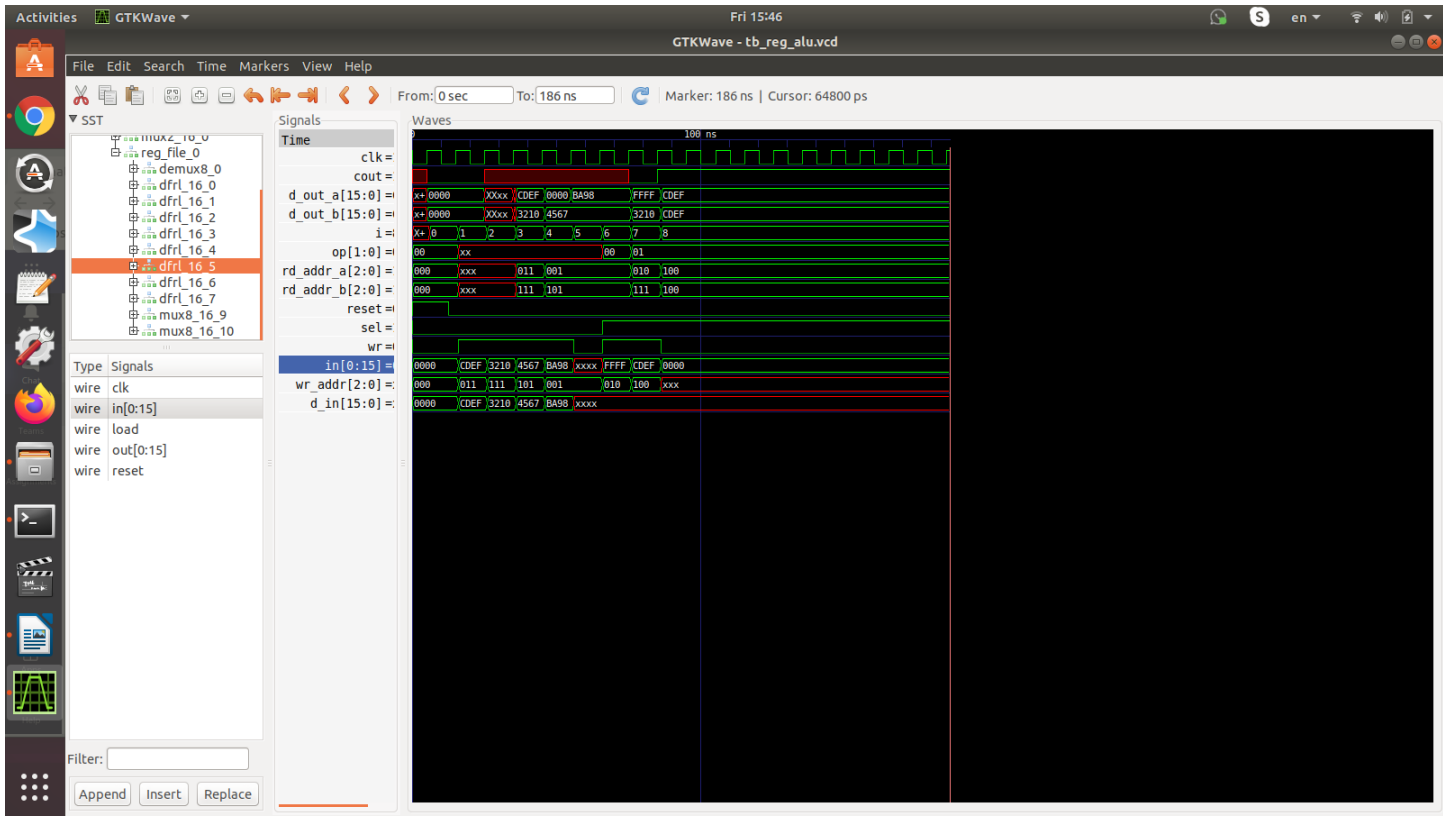 Activities GTKWave Fri 15:46 S en
GTKWave - tb_reg_alu.vcd
File Edit Search Time Markers View Help
From: 0 sec To: 186 ns Marker: 186 ns | Cursor: 64800 ps
SST
mux2_16_0
reg_file_0
demux8_0
dfrl_16_0
dfrl_16_1
dfrl_16_2
dfrl_16_3
dfrl_16_4
dfrl_16_5
dfrl_16_6
dfrl_16_7
mux8_16_9
mux8_16_10
Type Signals
wire clk
wire in[0:15]
wire load
wire out[0:15]
wire reset
Filter:
Append Insert Replace
Signals
Time
clk =
cout =
d_out_a[15:0] =
d_out_b[15:0] =
i =
op[1:0] =
rd_addr_a[2:0] =
rd_addr_b[2:0] =
reset =
sel =
wr =
in[0:15] =
wr_addr[2:0] =
d_in[15:0] =
Waves
100 ns
x+ 0000 XXxx CDEF 0000 BA98 FFFF CDEF
x+ 0000 XXxx 3210 4567 3210 CDEF
X+ 0 1 2 3 4 5 6 7 8
00 xx 00 01
000 xxx 011 001 010 100
000 xxx 111 101 111 100
0000 CDEF 3210 4567 BA98 xxxx FFFF CDEF 0000
000 011 111 101 001 010 100 xxx
0000 CDEF 3210 4567 BA98 xxxx